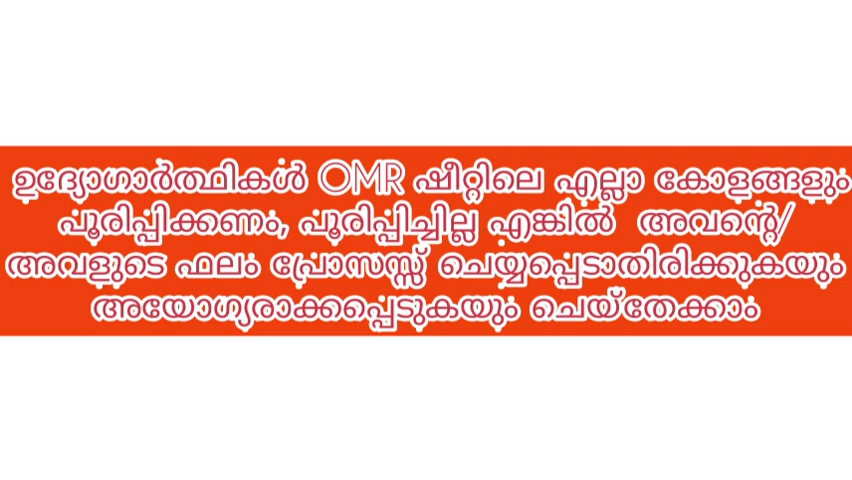 ഉദ്യോഗാർത്ഥികൾ OMR ഷീറ്റിലെ എല്ലാ കോളങ്ങളും
പൂരിപ്പിക്കണം, പൂരിപ്പിച്ചില്ല എങ്കിൽ അവന്റെ/
അവളുടെ ഫലം പ്രോസസ്സ് ചെയ്യപ്പെടാതിരിക്കുകയും
അയോഗ്യരാക്കപ്പെടുകയും ചെയ്തേക്കാം